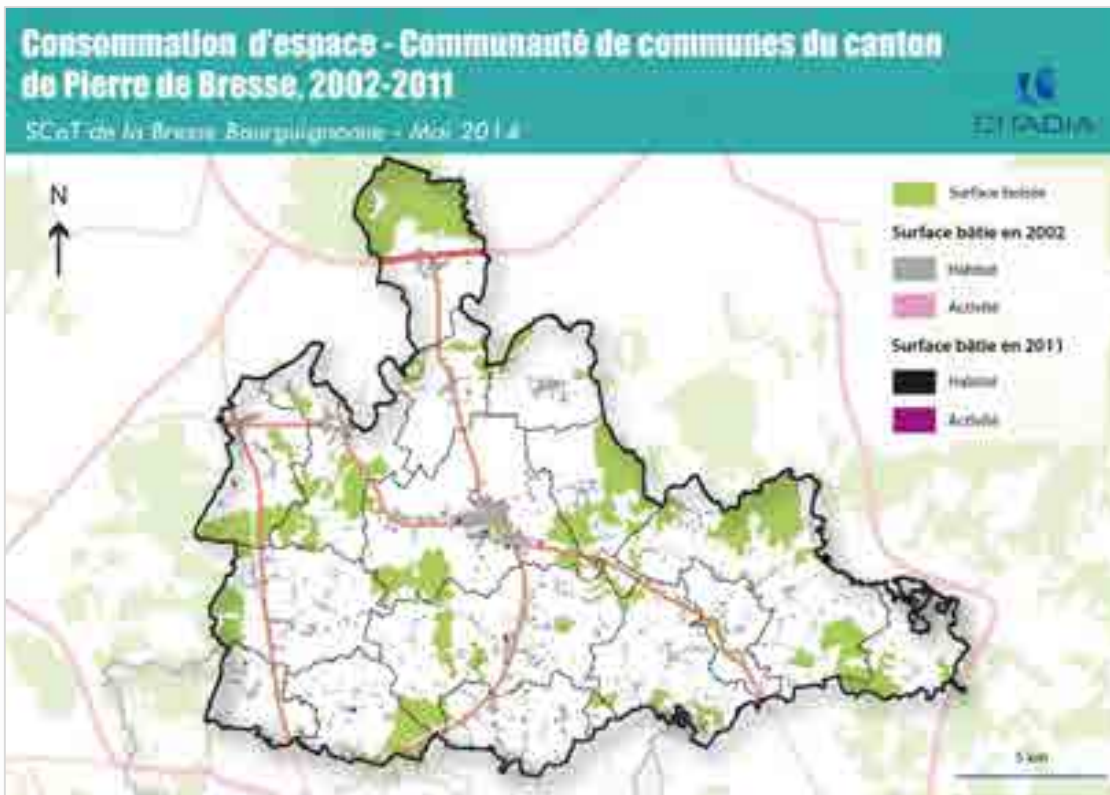 Consommation d'espace - Communauté de communes du canton
de Pierre de Bresse, 2002-2011
SCoT de la Bresse Bourguignonne - Mai 2014
CITADIA
N
Surface boisée
Surface bâtie en 2002
Habitat
Activité
Surface bâtie en 2011
Habitat
Activité
5 km